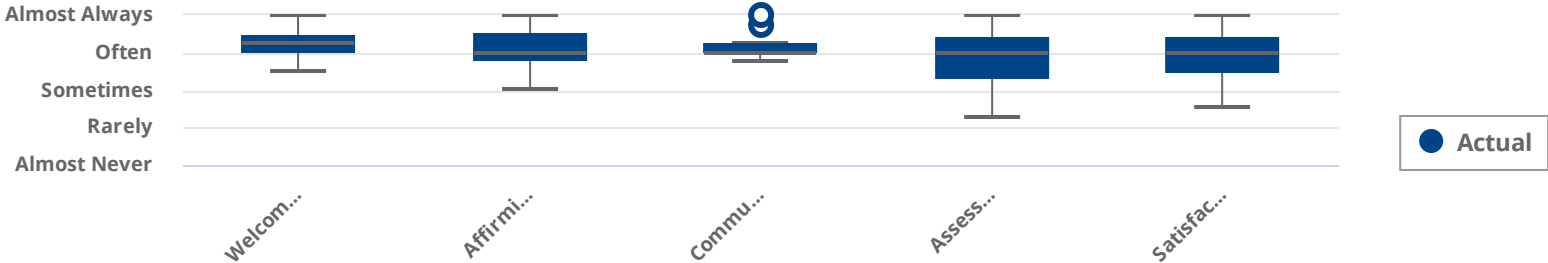 Almost Always
Often
Sometimes
Rarely
Almost Never
Welcom...
Affirmi...
Commu...
Assess...
Satisfac...
Actual